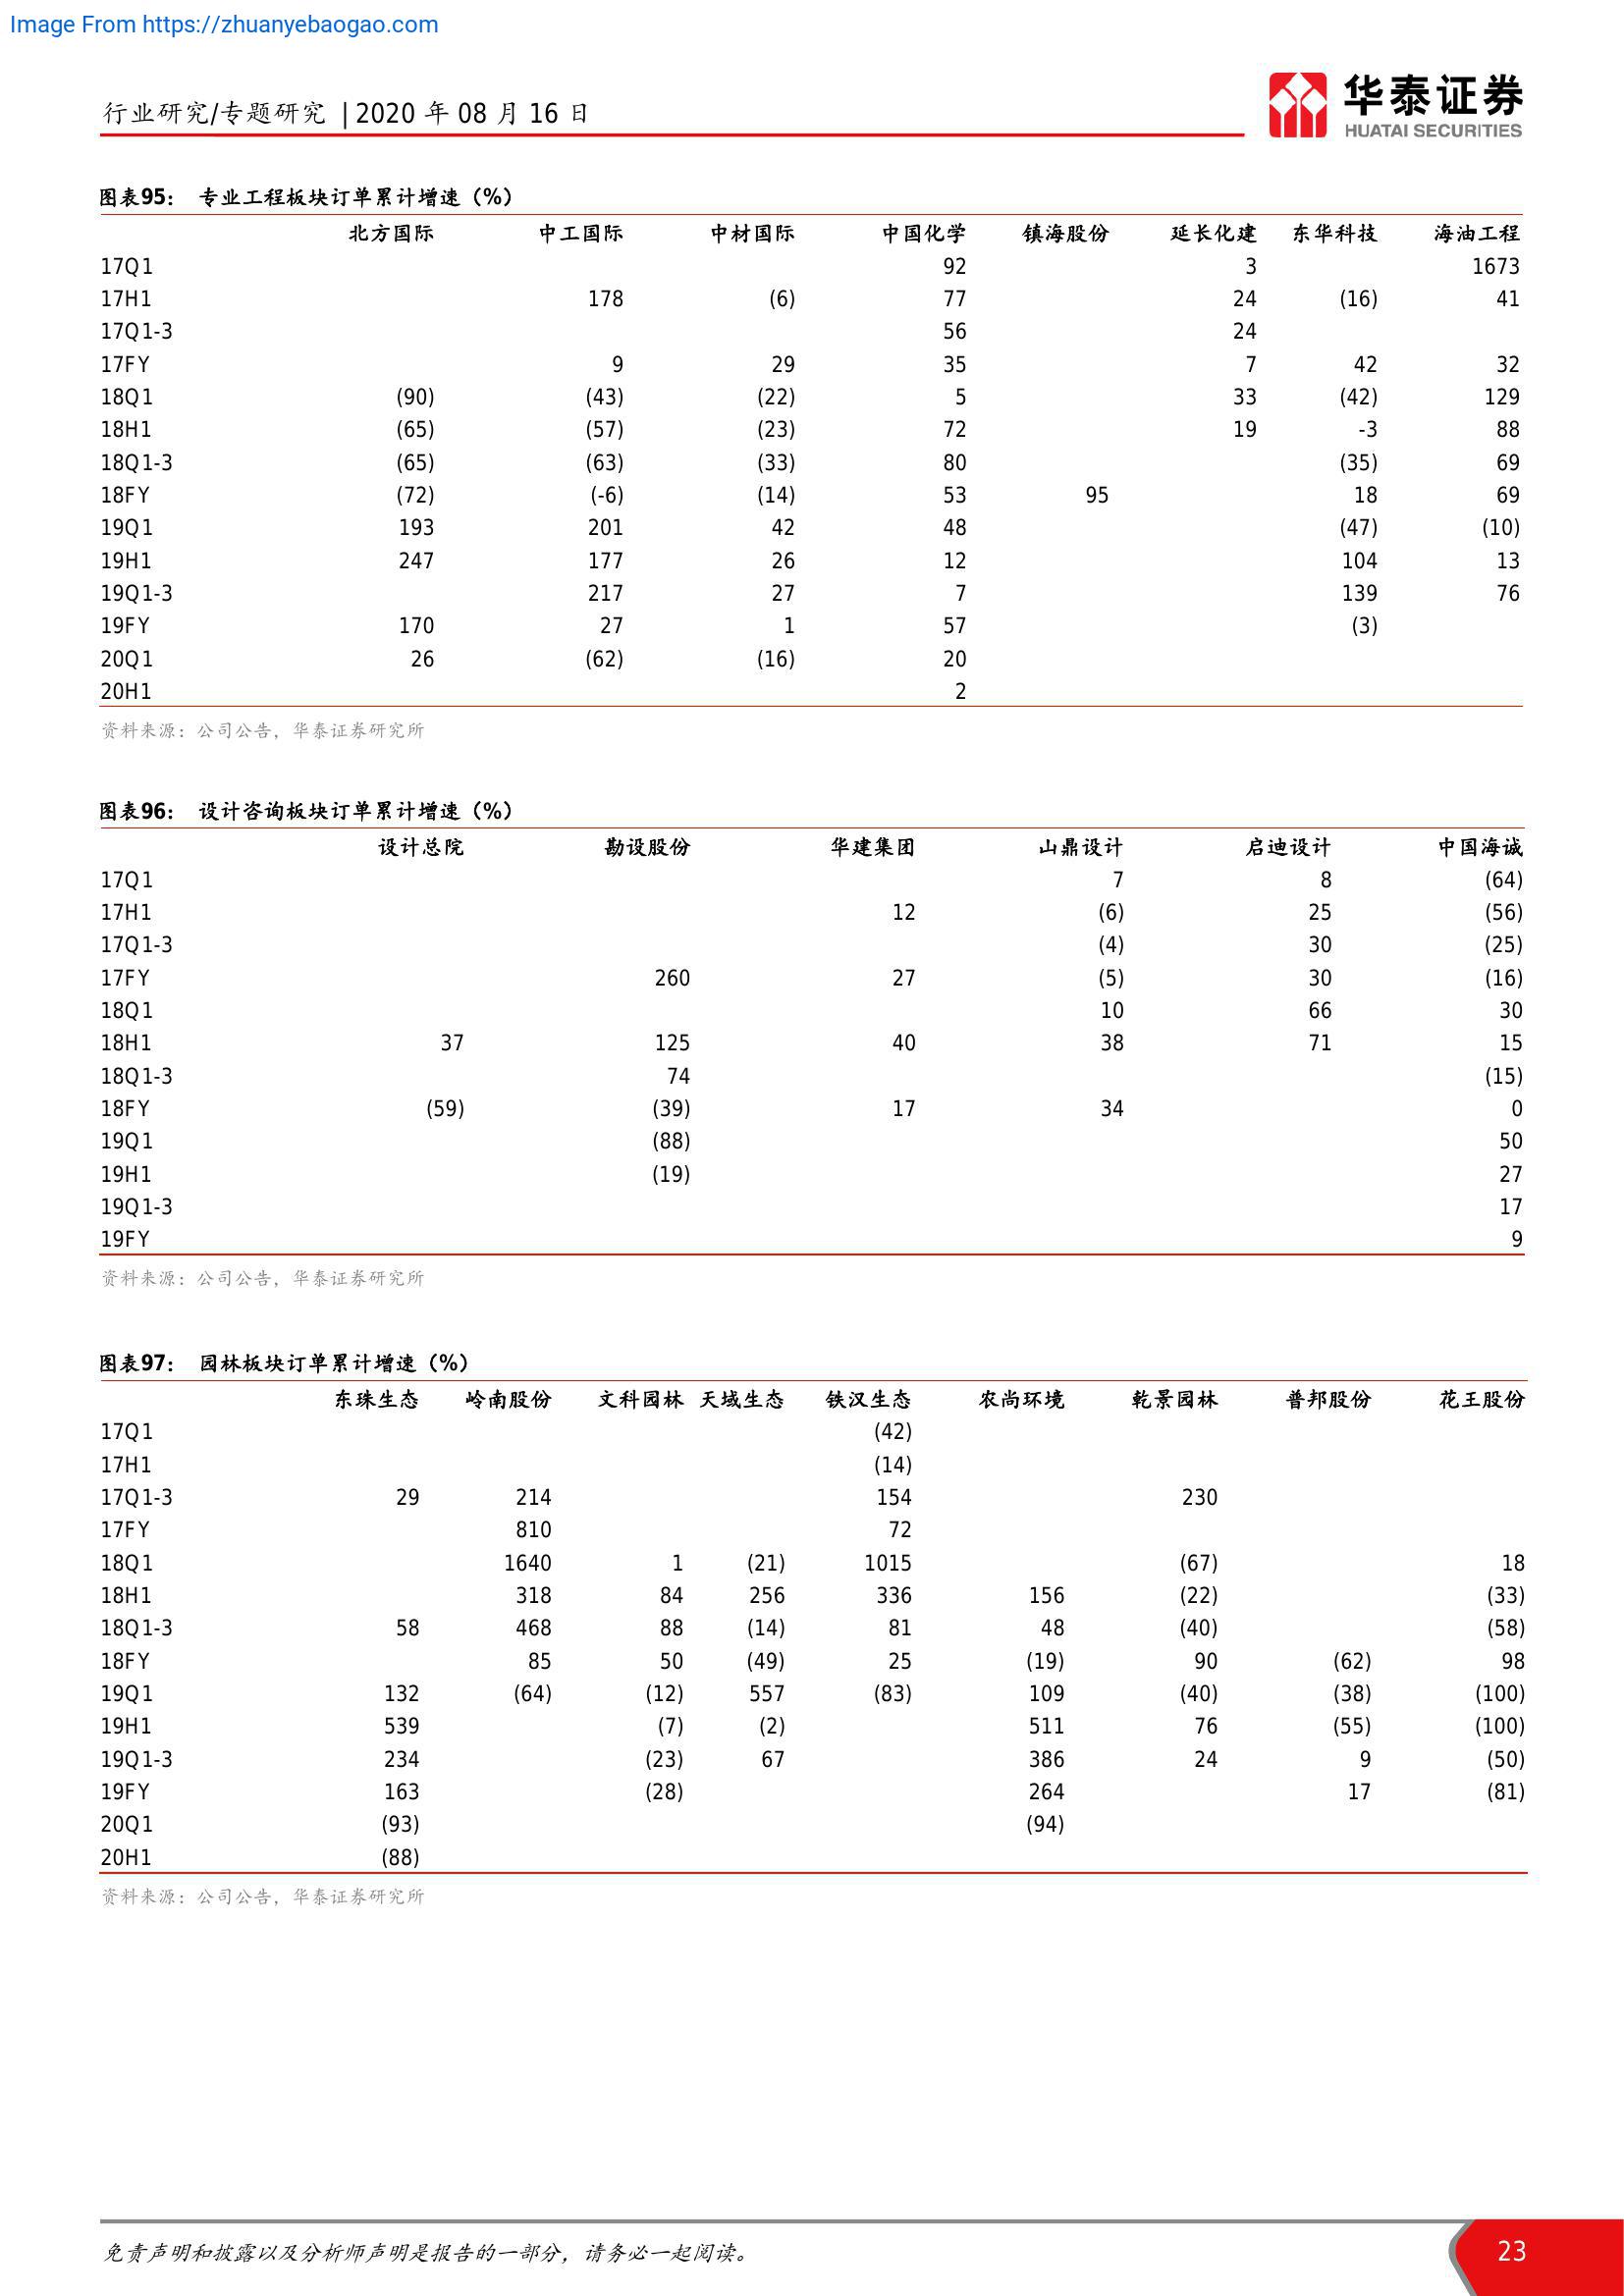 Image From https://zhuanyebaogao.com
行业研究/专题研究 | 2020 年 08 月 16 日
华泰证券
HUATAI SECURITIES
图表95： 专业工程板块订单累计增速（%）
北方国际 中工国际 中材国际 中国化学 镇海股份 延长化建 东华科技 海油工程
17Q1 92 3 1673
17H1 178 (6) 77 24 (16) 41
17Q1-3 56 24
17FY 9 29 35 7 42 32
18Q1 (90) (43) (22) 5 33 (42) 129
18H1 (65) (57) (23) 72 19 -3 88
18Q1-3 (65) (63) (33) 80 (35) 69
18FY (72) (-6) (14) 53 95 18 69
19Q1 193 201 42 48 (47) (10)
19H1 247 177 26 12 104 13
19Q1-3 217 27 7 139 76
19FY 170 27 1 57 (3)
20Q1 26 (62) (16) 20
20H1 2
资料来源：公司公告，华泰证券研究所
图表96： 设计咨询板块订单累计增速（%）
设计总院 勘设股份 华建集团 山鼎设计 启迪设计 中国海诚
17Q1 7 8 (64)
17H1 12 (6) 25 (56)
17Q1-3 (4) 30 (25)
17FY 260 27 (5) 30 (16)
18Q1 10 66 30
18H1 37 125 40 38 71 15
18Q1-3 74 (15)
18FY (59) (39) 17 34 0
19Q1 (88) 50
19H1 (19) 27
19Q1-3 17
19FY 9
资料来源：公司公告，华泰证券研究所
图表97： 园林板块订单累计增速（%）
东珠生态 岭南股份 文科园林 天域生态 铁汉生态 农尚环境 乾景园林 普邦股份 花王股份
17Q1 (42)
17H1 (14)
17Q1-3 29 214 154 230
17FY 810 72
18Q1 1640 1 (21) 1015 (67) 18
18H1 318 84 256 336 156 (22) (33)
18Q1-3 58 468 88 (14) 81 48 (40) (58)
18FY 85 50 (49) 25 (19) 90 (62) 98
19Q1 132 (64) (12) 557 (83) 109 (40) (38) (100)
19H1 539 (7) (2) 511 76 (55) (100)
19Q1-3 234 (23) 67 386 24 9 (50)
19FY 163 (28) 264 17 (81)
20Q1 (93) (94)
20H1 (88)
资料来源：公司公告，华泰证券研究所
免责声明和披露以及分析师声明是报告的一部分，请务必一起阅读。
23